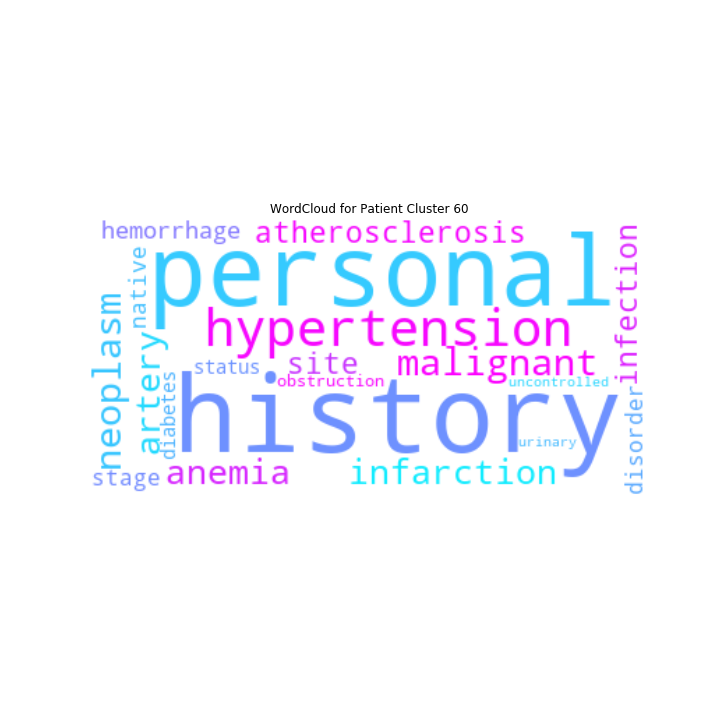 WordCloud for Patient Cluster 60
hemorrhage
atherosclerosis
personal
native
infection
hypertension
neoplasm
artery
malignant
site
status
obstruction
uncontrolled
diabetes
history
disorder
urinary
stage
anemia
infarction